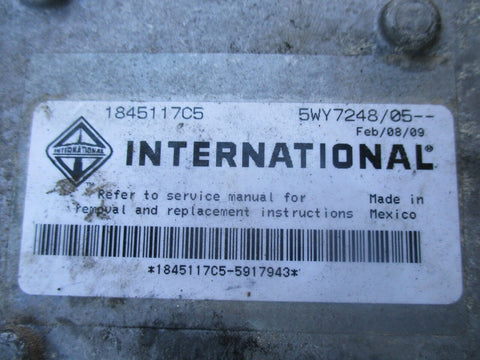 1845117C5 5WY7248/05--
Feb/08/09
INTERNATIONAL
INTERNATIONAL®
Refer to service manual for Made in
removal and replacement instructions Mexico
*1845117C5-5917943*